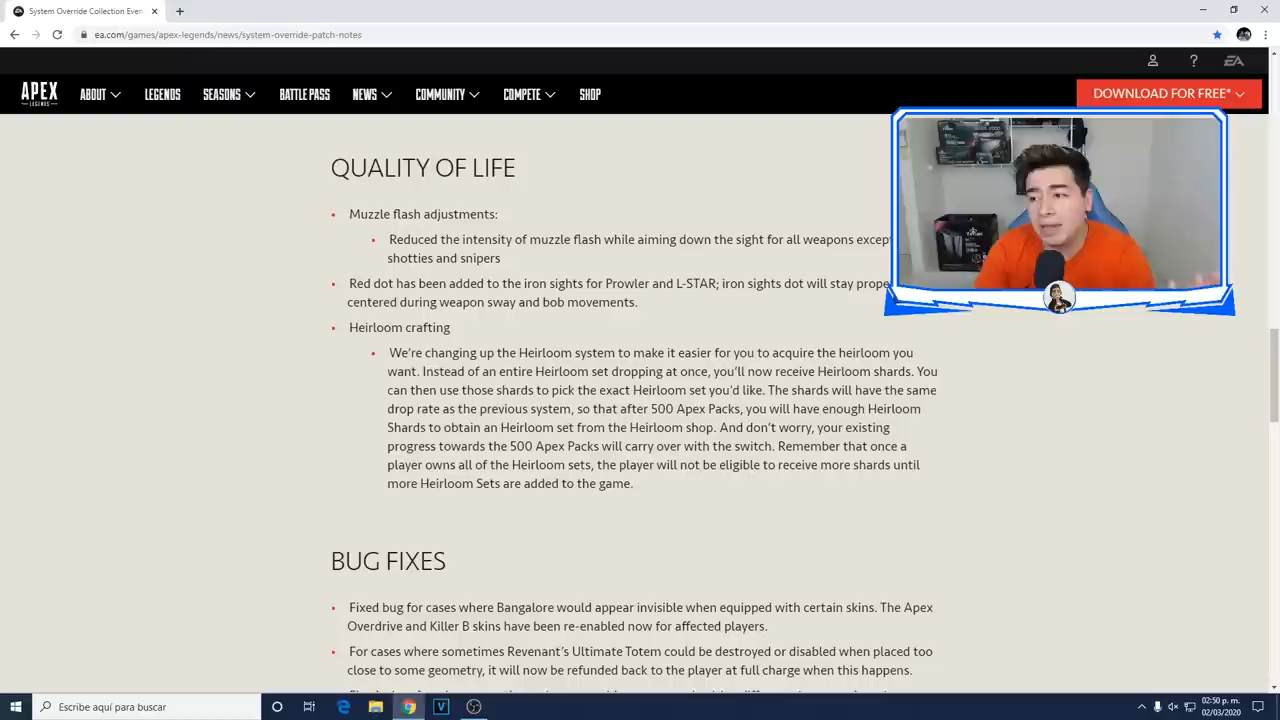 System Override Collection Even
ea.com/games/apex-legends/news/system-override-patch-notes
EA
APEX
LEGENDS
ABOUT
LEGENDS
SEASONS
BATTLE PASS
NEWS
COMMUNITY
COMPETE
SHOP
DOWNLOAD FOR FREE*
QUALITY OF LIFE
• Muzzle flash adjustments:
• Reduced the intensity of muzzle flash while aiming down the sight for all weapons excep
shotties and snipers
• Red dot has been added to the iron sights for Prowler and L-STAR; iron sights dot will stay prope
centered during weapon sway and bob movements.
• Heirloom crafting
• We’re changing up the Heirloom system to make it easier for you to acquire the heirloom you
want. Instead of an entire Heirloom set dropping at once, you’ll now receive Heirloom shards. You
can then use those shards to pick the exact Heirloom set you’d like. The shards will have the same
drop rate as the previous system, so that after 500 Apex Packs, you will have enough Heirloom
Shards to obtain an Heirloom set from the Heirloom shop. And don’t worry, your existing
progress towards the 500 Apex Packs will carry over with the switch. Remember that once a
player owns all of the Heirloom sets, the player will not be eligible to receive more shards until
more Heirloom Sets are added to the game.
BUG FIXES
• Fixed bug for cases where Bangalore would appear invisible when equipped with certain skins. The Apex
Overdrive and Killer B skins have been re-enabled now for affected players.
• For cases where sometimes Revenant’s Ultimate Totem could be destroyed or disabled when placed too
close to some geometry, it will now be refunded back to the player at full charge when this happens.
Escribe aquí para buscar
02:50 p. m.
02/03/2020